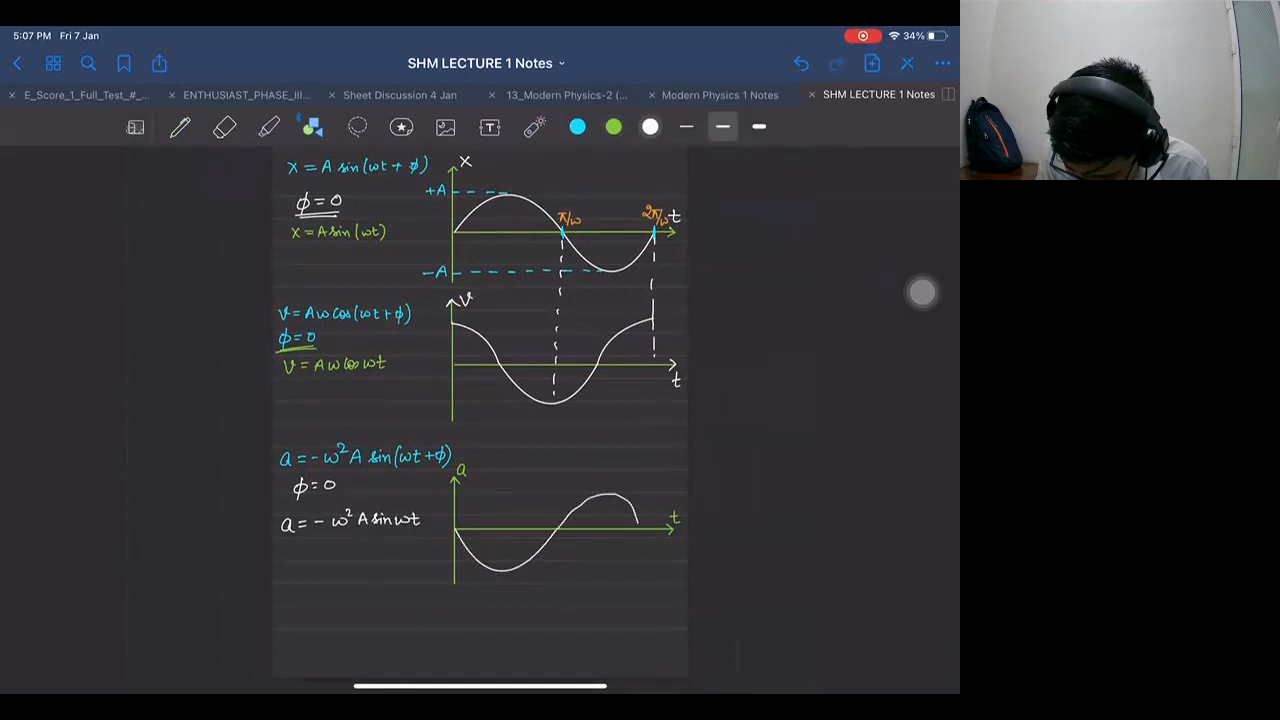 5:07 PM Fri 7 Jan
34%
SHM LECTURE 1 Notes
E_Score_1_Full_Test_#_...
ENTHUSIAST_PHASE_III...
Sheet Discussion 4 Jan
13_Modern Physics-2 (...
Modern Physics 1 Notes
SHM LECTURE 1 Notes
x = A sin(ωt + ϕ)
x
+A
ϕ = 0
π/ω
2π/ω
t
x = A sin(ωt)
-A
v
v = Aω cos(ωt + ϕ)
ϕ = 0
v = Aω cos ωt
t
a = - ω² A sin(ωt + ϕ)
a
ϕ = 0
a = - ω² A sin ωt
t